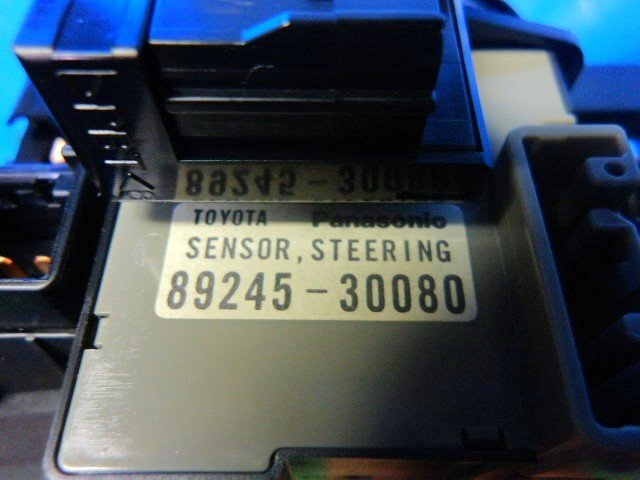 TOYOTA Panasonic
SENSOR, STEERING
89245-30080